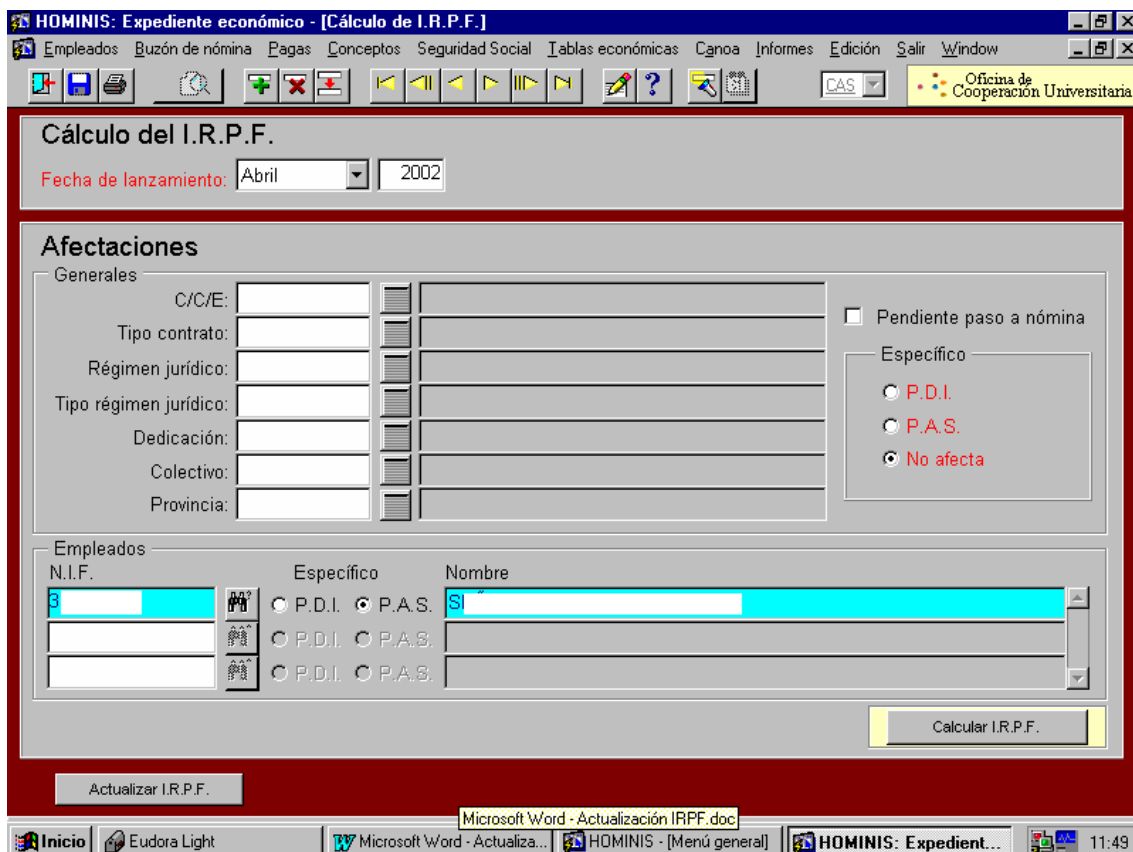 HOMINIS: Expediente económico - [Cálculo de I.R.P.F.]
Empleados Buzón de nómina Pagas Conceptos Seguridad Social Tablas económicas Canoa Informes Edición Salir Window
CAS
Oficina de
Cooperación Universitaria
Cálculo del I.R.P.F.
Fecha de lanzamiento: Abril 2002
Afectaciones
Generales
C/C/E:
Tipo contrato:
Régimen jurídico:
Tipo régimen jurídico:
Dedicación:
Colectivo:
Provincia:
Pendiente paso a nómina
Específico
P.D.I.
P.A.S.
No afecta
Empleados
N.I.F. Específico Nombre
3 P.D.I. P.A.S.
P.D.I. P.A.S.
P.D.I. P.A.S.
Calcular I.R.P.F.
Actualizar I.R.P.F.
Microsoft Word - Actualización IRPF.doc
Inicio Eudora Light Microsoft Word - Actualiza... HOMINIS - [Menú general] HOMINIS: Expedient... 11:49